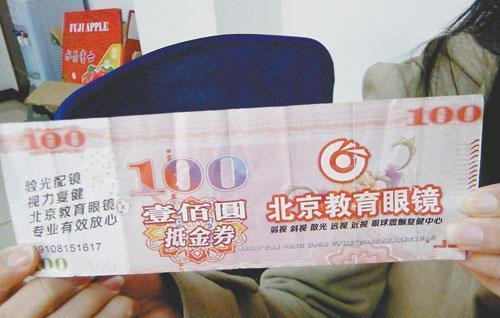 FUJI APPLE
100
100
验光配镜
视力复健
北京教育眼镜
专业有效放心
09108151617
00
100
100
壹佰圆
抵金券
北京教育眼镜
弱视 斜视 散光 远视 近视 眼球震颤复健中心